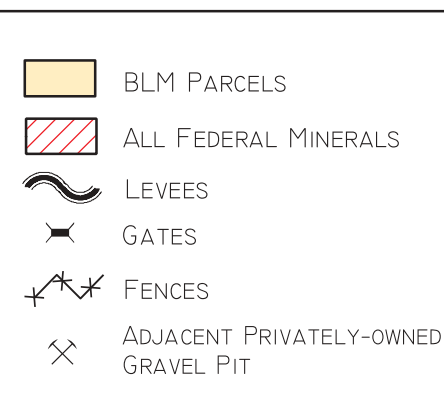 BLM PARCELS
ALL FEDERAL MINERALS
LEVEES
GATES
FENCES
ADJACENT PRIVATELY-OWNED
GRAVEL PIT